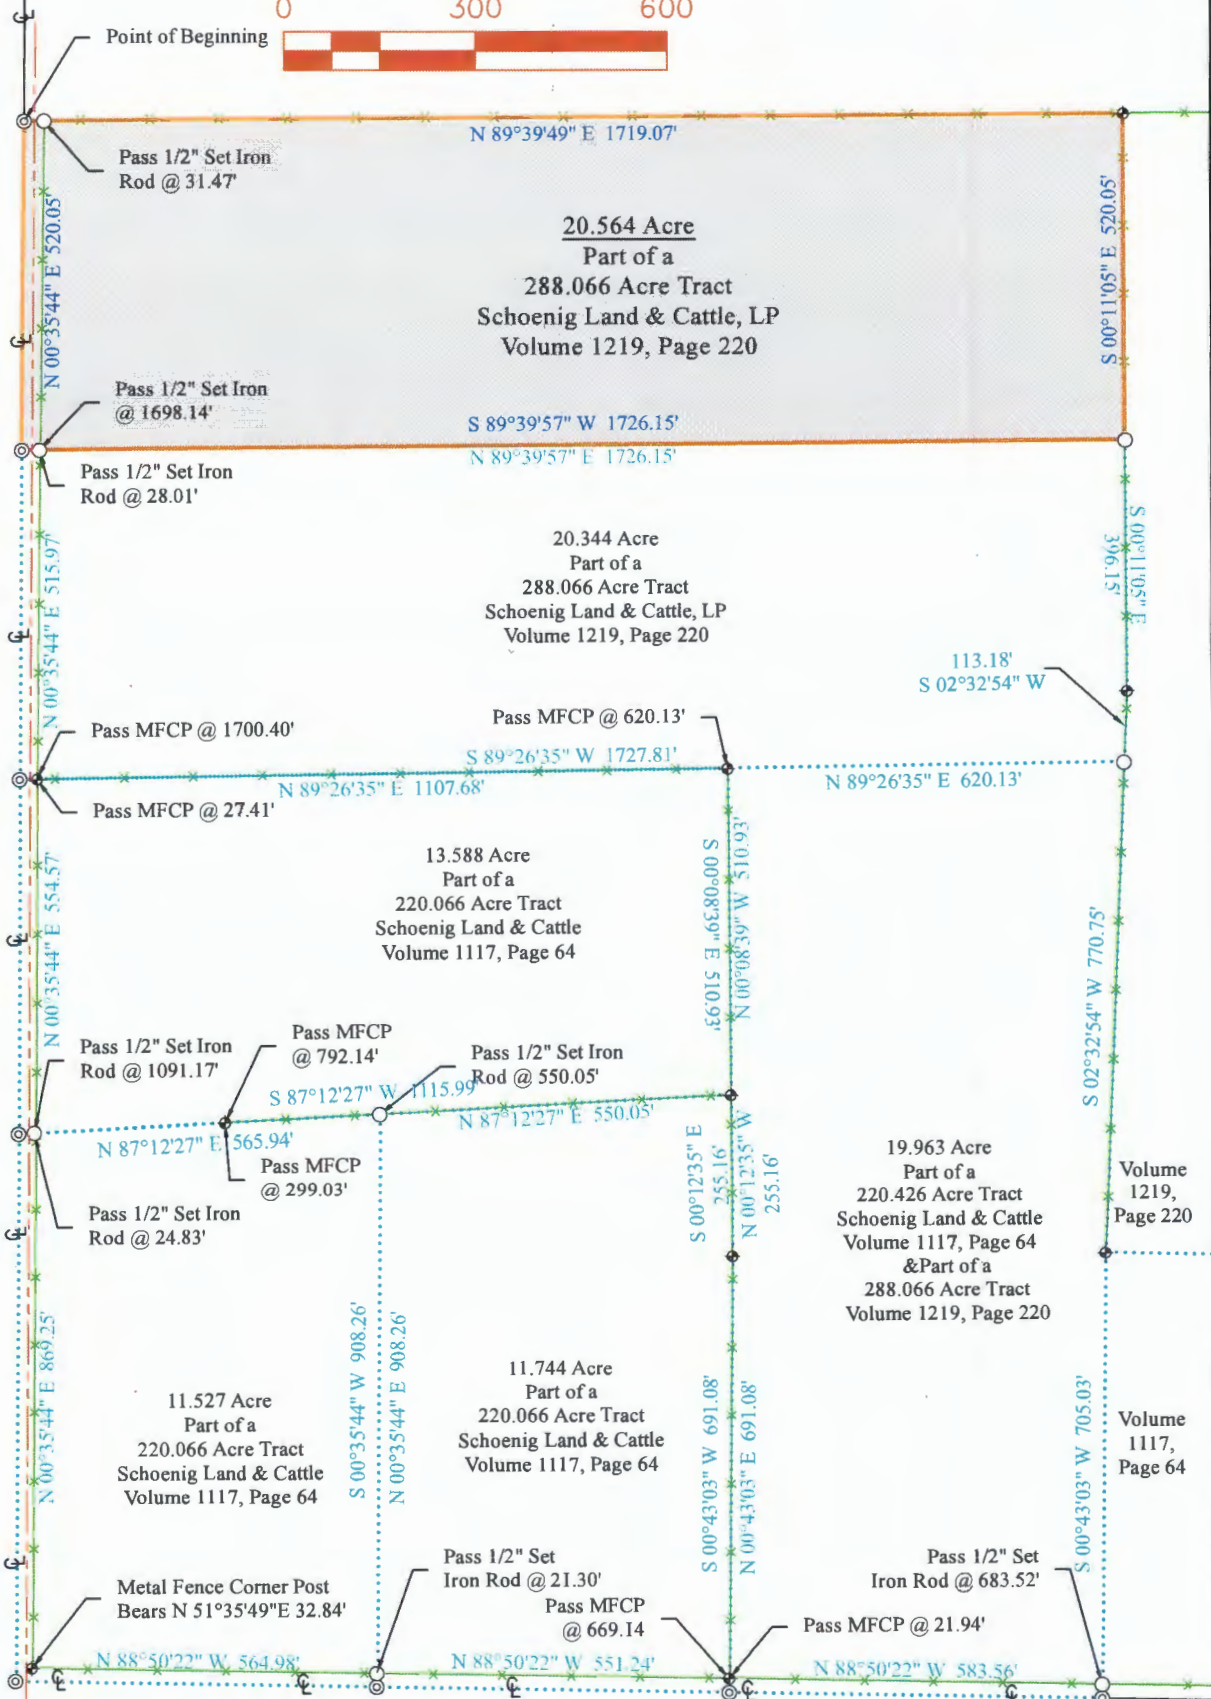 0 300 600
Point of Beginning
N 89°39'49" E 1719.07'
Pass 1/2" Set Iron
Rod @ 31.47'
N 00°35'44" E 520.05'
S 00°11'05" E 520.05'
20.564 Acre
Part of a
288.066 Acre Tract
Schoenig Land & Cattle, LP
Volume 1219, Page 220
Pass 1/2" Set Iron
@ 1698.14'
S 89°39'57" W 1726.15'
N 89°39'57" E 1726.15'
Pass 1/2" Set Iron
Rod @ 28.01'
N 00°35'44" E 515.97'
20.344 Acre
Part of a
288.066 Acre Tract
Schoenig Land & Cattle, LP
Volume 1219, Page 220
S 00°11'05" E
396.15'
113.18'
S 02°32'54" W
Pass MFCP @ 1700.40'
Pass MFCP @ 620.13'
S 89°26'35" W 1727.81'
N 89°26'35" E 1107.68'
N 89°26'35" E 620.13'
Pass MFCP @ 27.41'
N 00°35'44" E 554.57'
13.588 Acre
Part of a
220.066 Acre Tract
Schoenig Land & Cattle
Volume 1117, Page 64
S 00°08'39" E 510.93'
N 00°08'39" W 510.93'
S 02°32'54" W 770.75'
Pass 1/2" Set Iron
Rod @ 1091.17'
Pass MFCP
@ 792.14'
Pass 1/2" Set Iron
Rod @ 550.05'
S 87°12'27" W 1115.99'
N 87°12'27" E 565.94'
N 87°12'27" E 550.05'
Pass MFCP
@ 299.03'
Pass 1/2" Set Iron
Rod @ 24.83'
S 00°12'35" E
255.16'
N 00°12'35" W
255.16'
19.963 Acre
Part of a
220.426 Acre Tract
Schoenig Land & Cattle
Volume 1117, Page 64
&Part of a
288.066 Acre Tract
Volume 1219, Page 220
Volume
1219,
Page 220
N 00°35'44" E 869.25'
S 00°35'44" W 908.26'
N 00°35'44" E 908.26'
11.527 Acre
Part of a
220.066 Acre Tract
Schoenig Land & Cattle
Volume 1117, Page 64
11.744 Acre
Part of a
220.066 Acre Tract
Schoenig Land & Cattle
Volume 1117, Page 64
S 00°43'03" W 691.08'
N 00°43'03" E 691.08'
S 00°43'03" W 705.03'
Volume
1117,
Page 64
Metal Fence Corner Post
Bears N 51°35'49"E 32.84'
Pass 1/2" Set
Iron Rod @ 21.30'
Pass MFCP
@ 669.14
Pass 1/2" Set
Iron Rod @ 683.52'
Pass MFCP @ 21.94'
N 88°50'22" W 564.98'
N 88°50'22" W 551.24'
N 88°50'22" W 583.56'